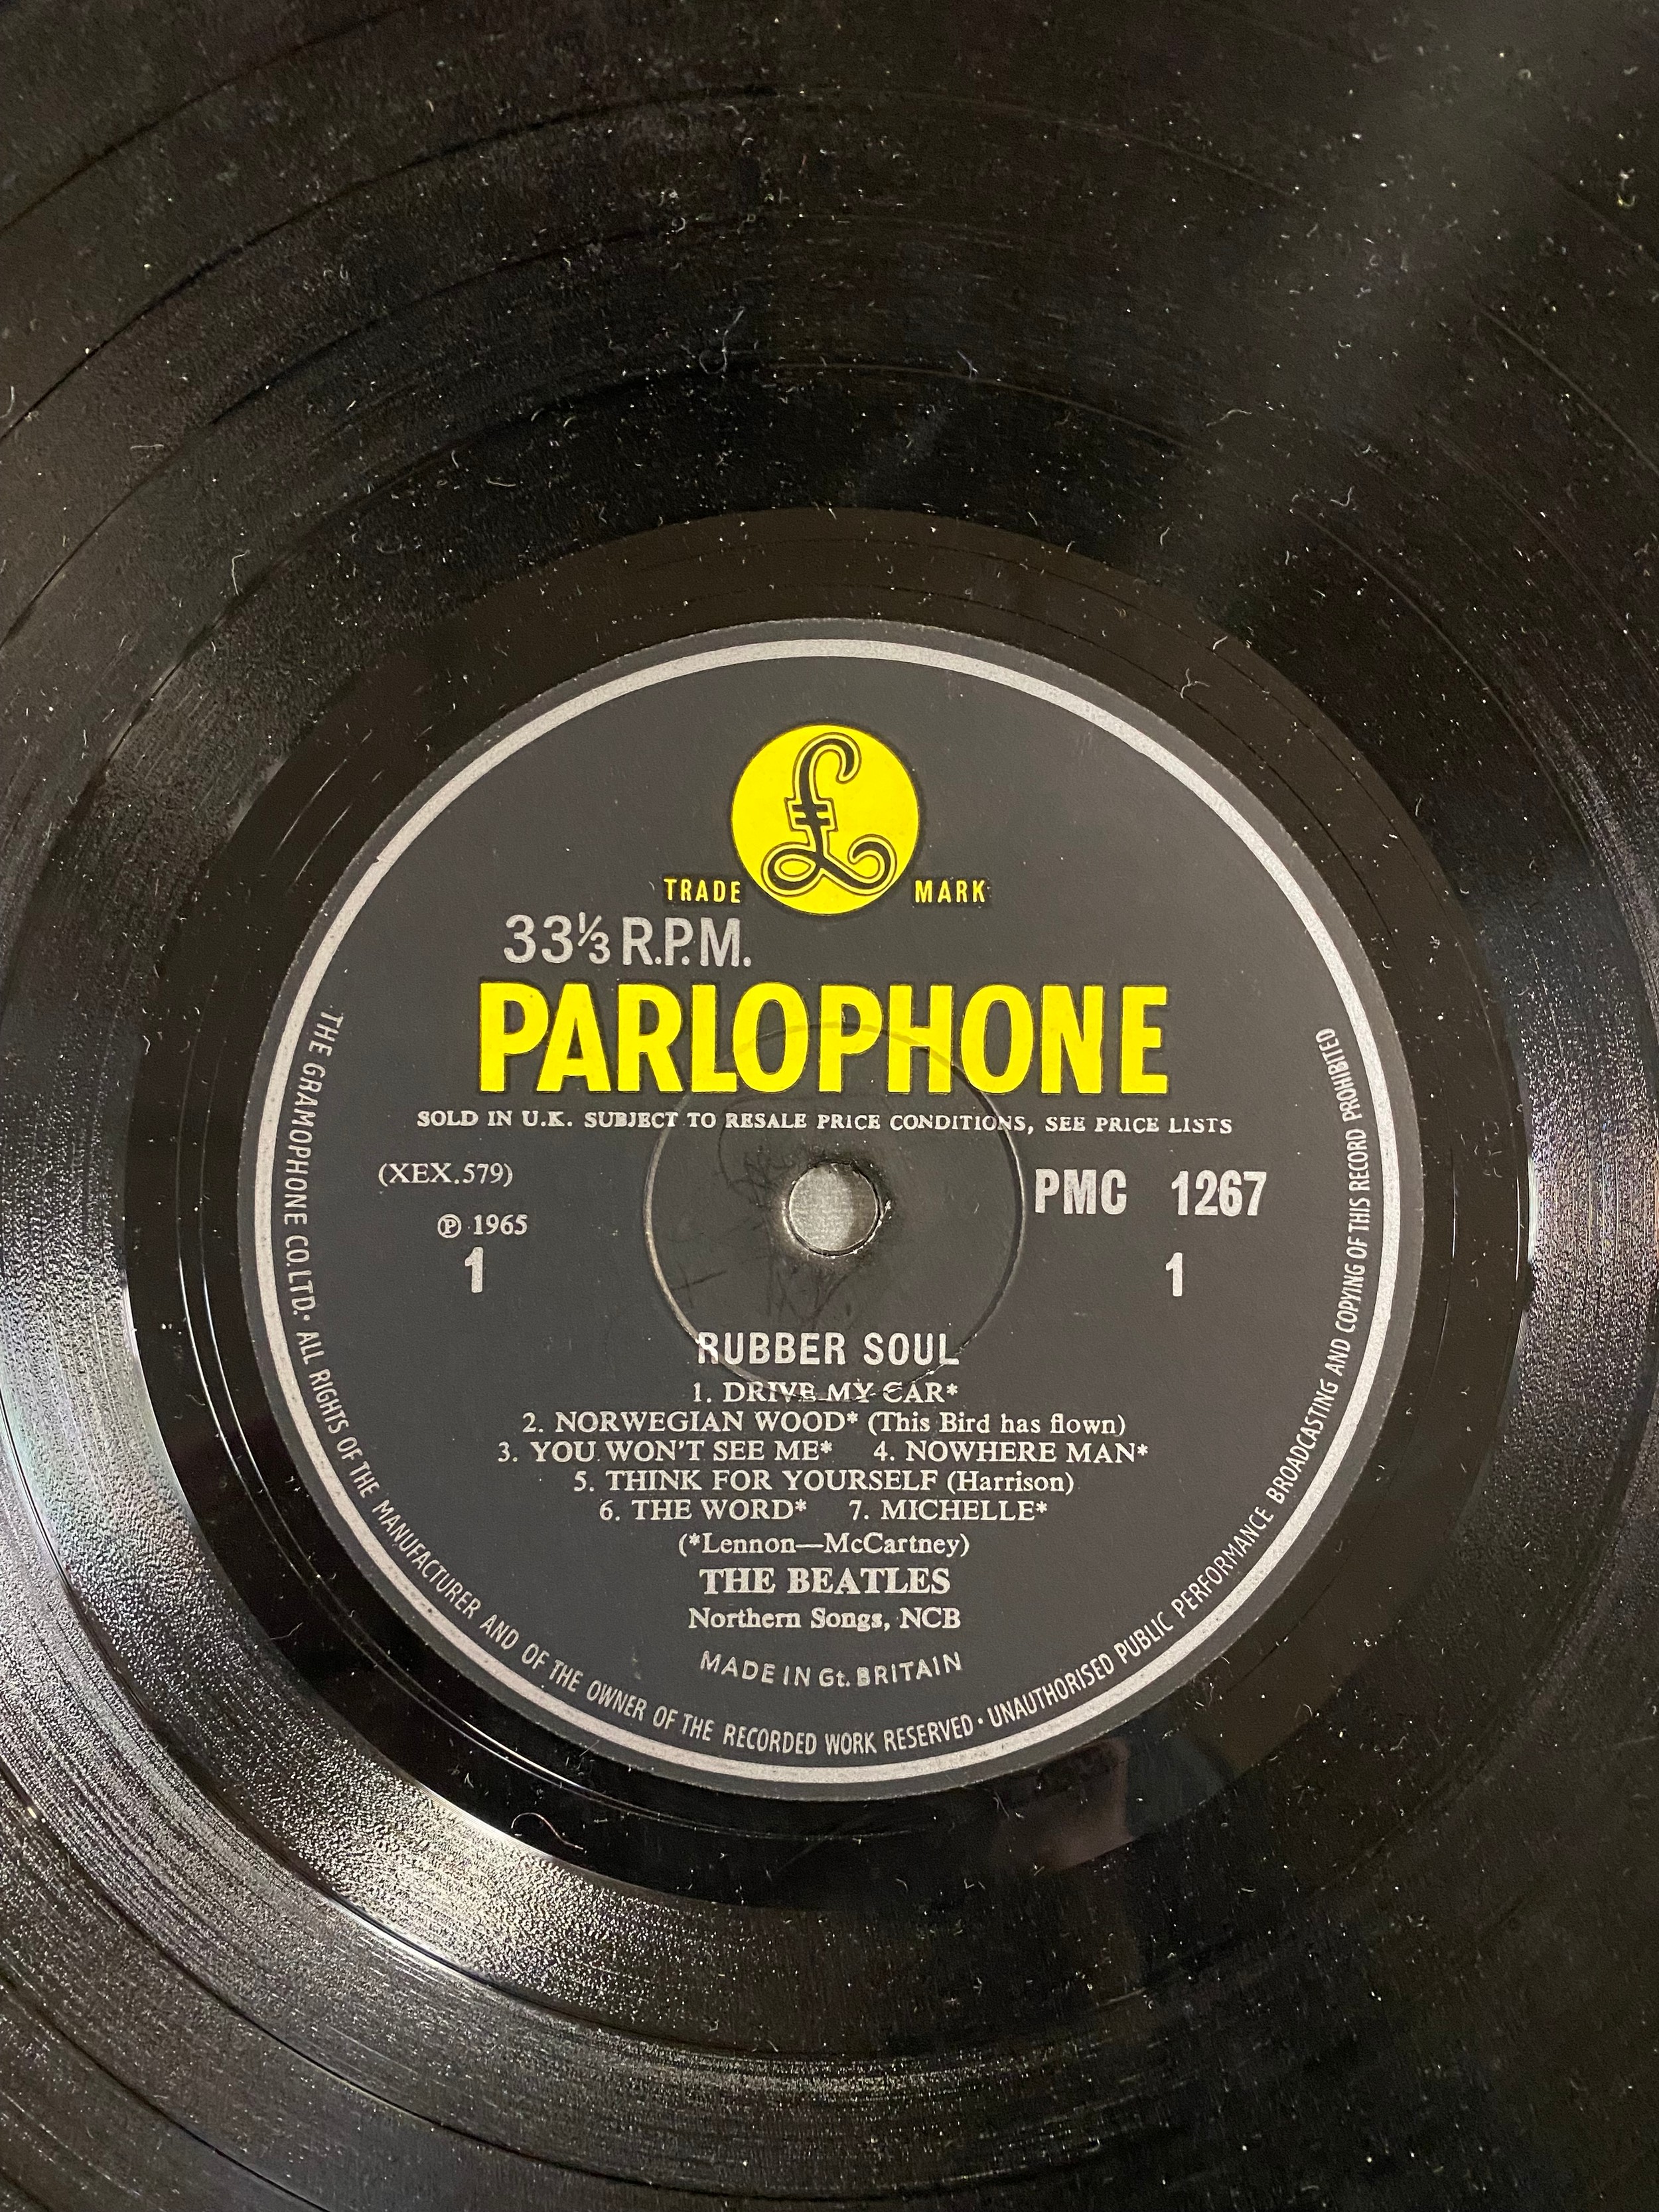 £
TRADE MARK
33⅓ R.P.M.
PARLOPHONE
SOLD IN U.K. SUBJECT TO RESALE PRICE CONDITIONS, SEE PRICE LISTS
(XEX.579) PMC 1267
℗ 1965
1 1
RUBBER SOUL
1. DRIVE MY CAR*
2. NORWEGIAN WOOD* (This Bird has flown)
3. YOU WON'T SEE ME* 4. NOWHERE MAN*
5. THINK FOR YOURSELF (Harrison)
6. THE WORD* 7. MICHELLE*
(*Lennon—McCartney)
THE BEATLES
Northern Songs, NCB
MADE IN Gt. BRITAIN
THE GRAMOPHONE CO. LTD. • ALL RIGHTS OF THE MANUFACTURER AND OF THE OWNER OF THE RECORDED WORK RESERVED • UNAUTHORISED PUBLIC PERFORMANCE BROADCASTING AND COPYING OF THIS RECORD PROHIBITED